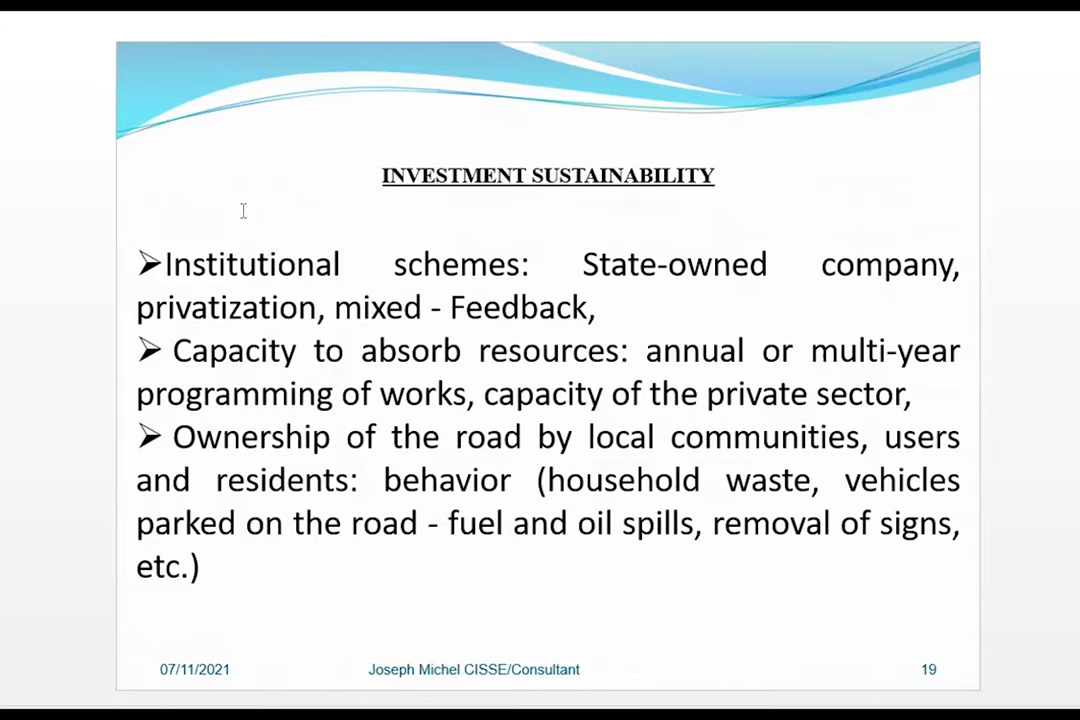 INVESTMENT SUSTAINABILITY
➢Institutional schemes: State-owned company,
privatization, mixed - Feedback,
➢ Capacity to absorb resources: annual or multi-year
programming of works, capacity of the private sector,
➢ Ownership of the road by local communities, users
and residents: behavior (household waste, vehicles
parked on the road - fuel and oil spills, removal of signs,
etc.)
07/11/2021 Joseph Michel CISSE/Consultant 19